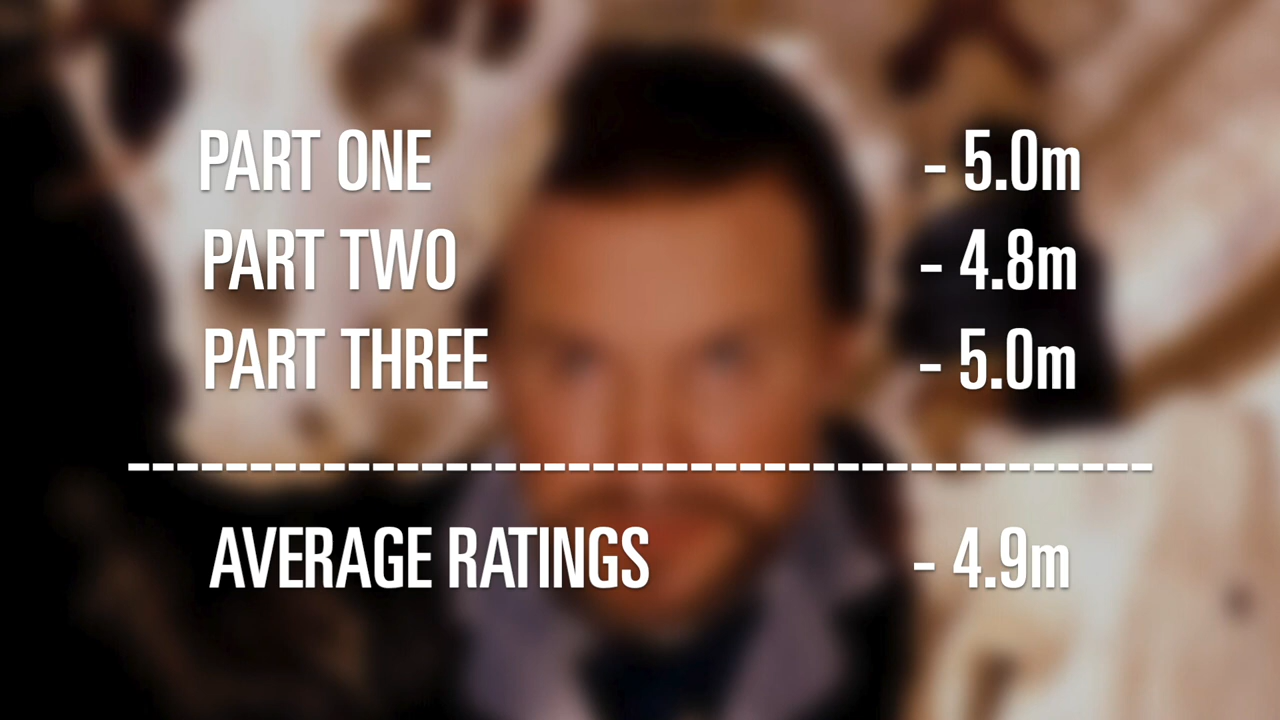 PART ONE - 5.0m
PART TWO - 4.8m
PART THREE - 5.0m
AVERAGE RATINGS - 4.9m